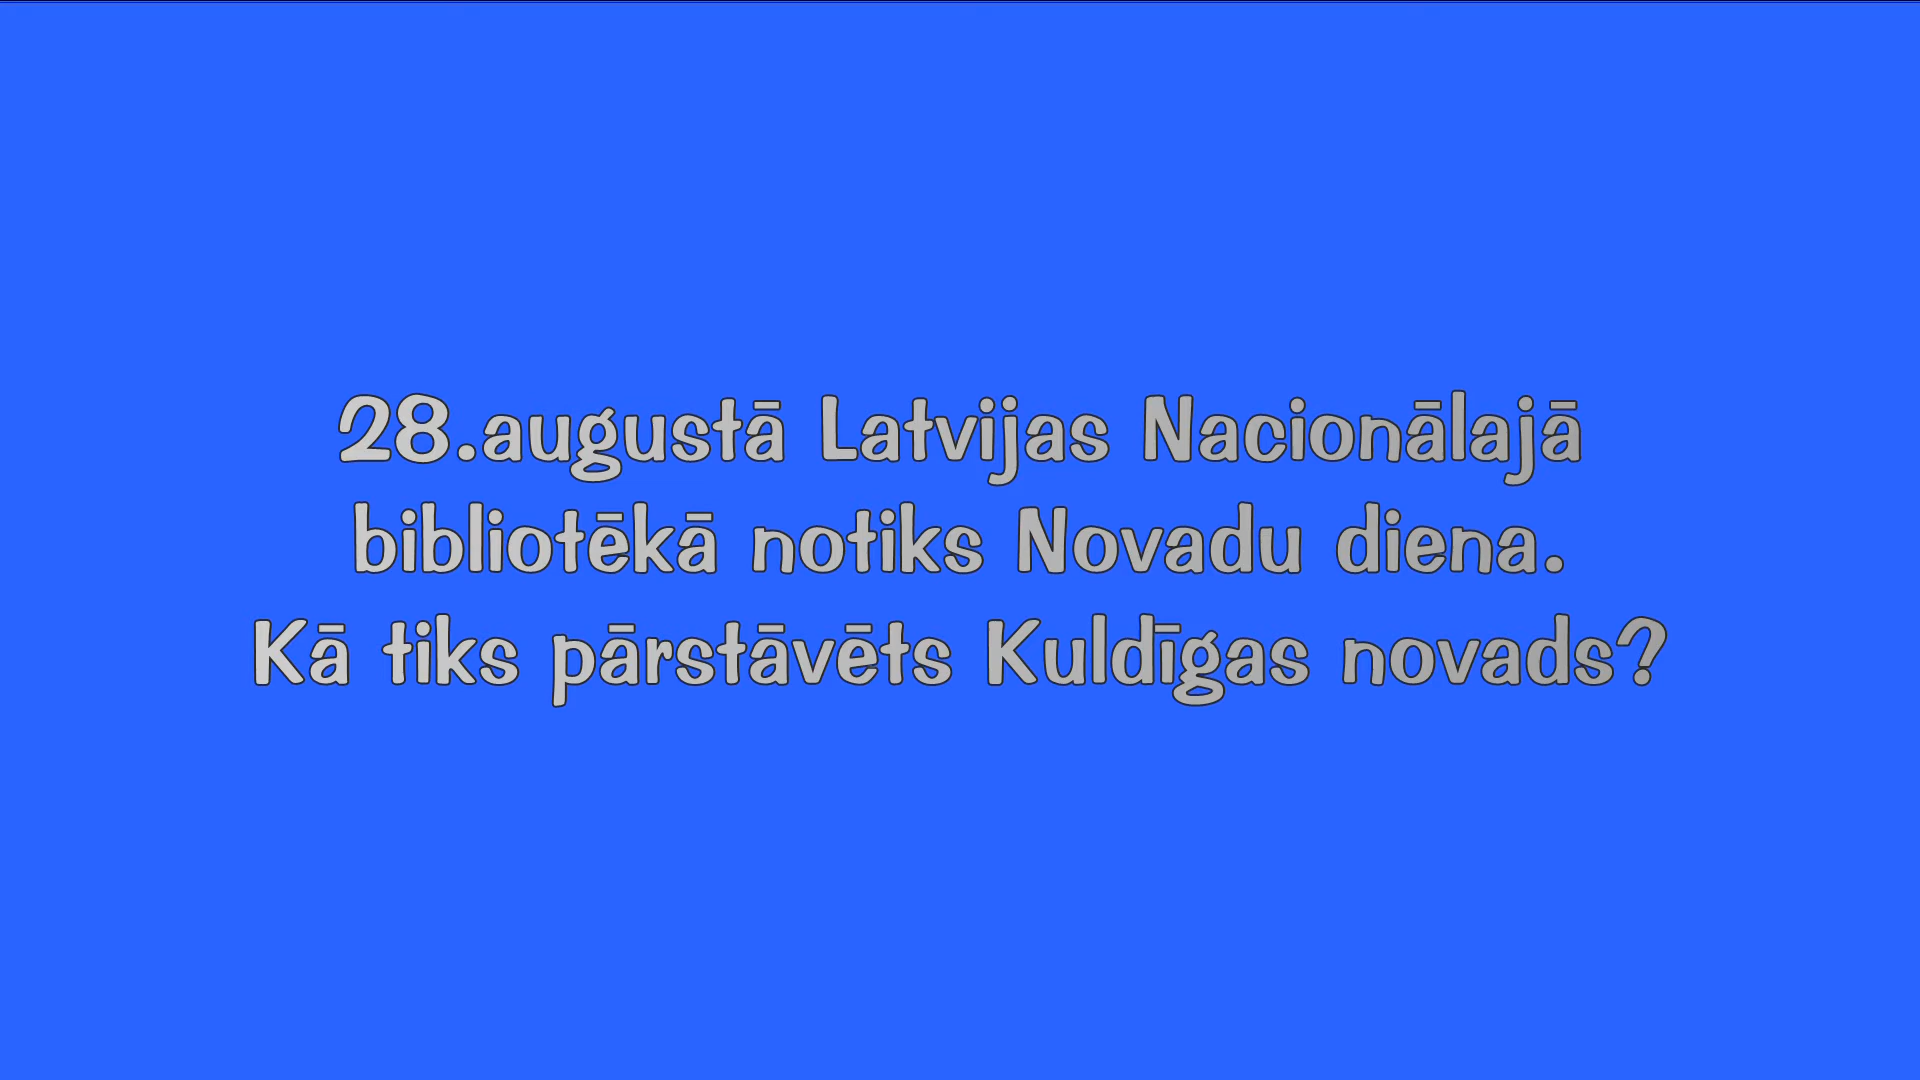 28.augustā Latvijas Nacionālajā
bibliotēkā notiks Novadu diena.
Kā tiks pārstāvēts Kuldīgas novads?